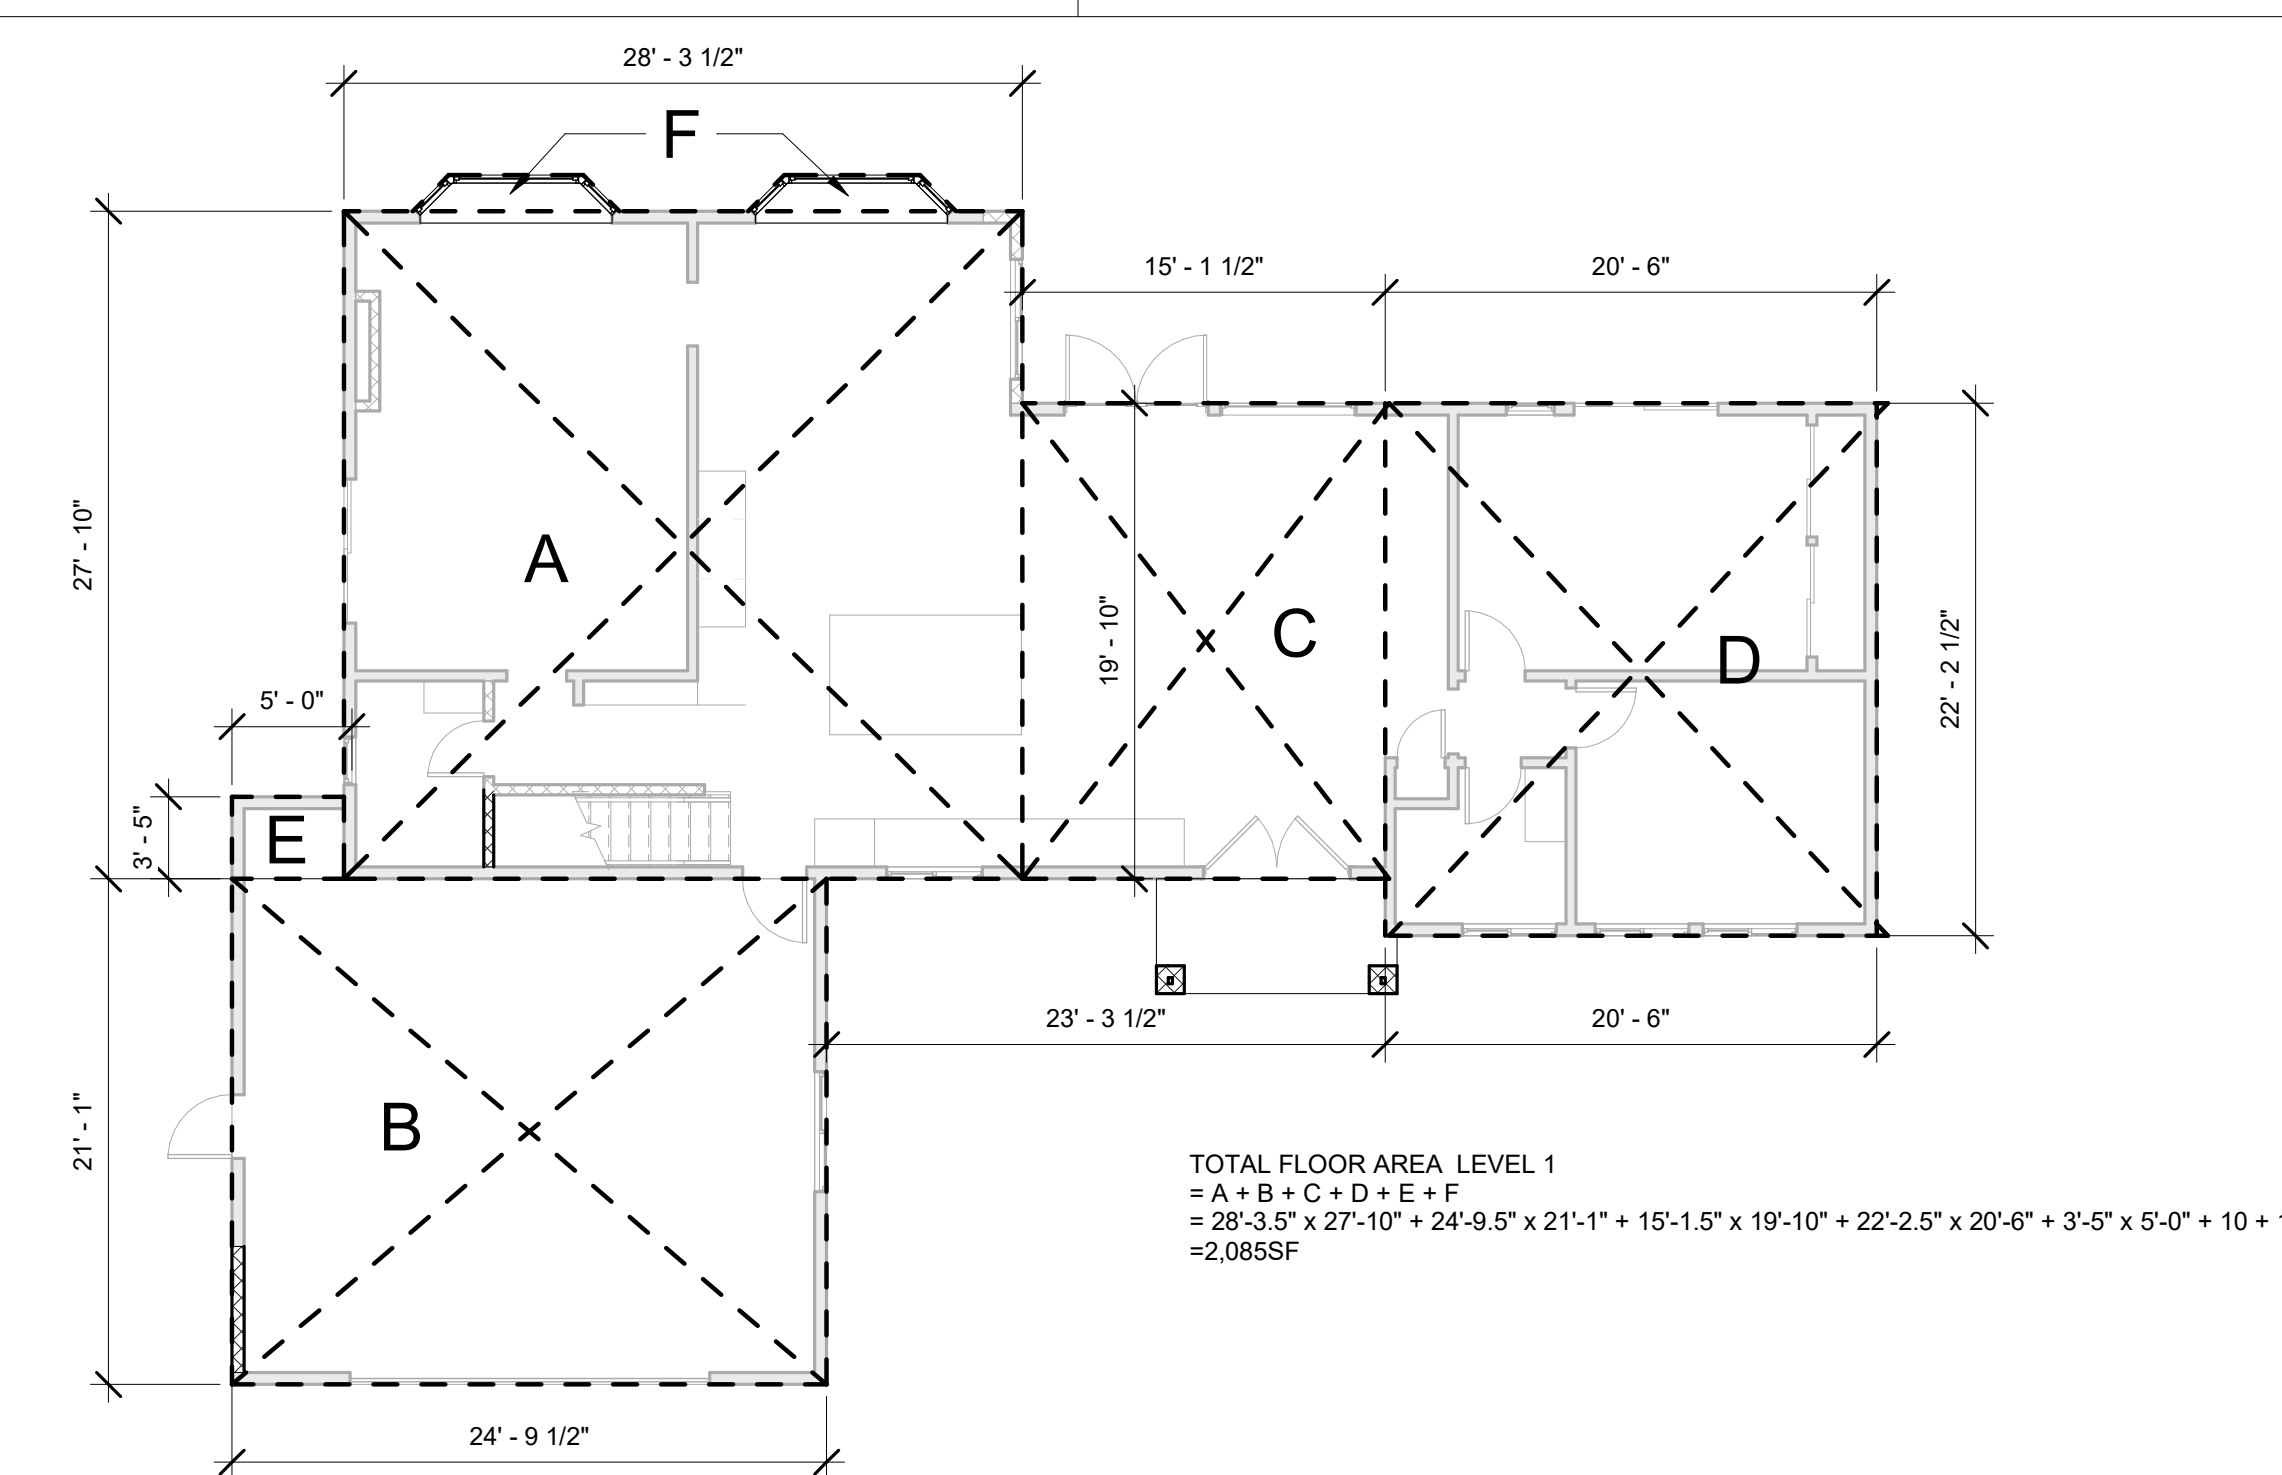 28' - 3 1/2"
F
15' - 1 1/2"
20' - 6"
27' - 10"
A
19' - 10"
C
D
22' - 2 1/2"
5' - 0"
3' - 5"
E
23' - 3 1/2"
20' - 6"
21' - 1"
B
TOTAL FLOOR AREA LEVEL 1
= A + B + C + D + E + F
= 28'-3.5" x 27'-10" + 24'-9.5" x 21'-1" + 15'-1.5" x 19'-10" + 22'-2.5" x 20'-6" + 3'-5" x 5'-0" + 10 +
=2,085SF
24' - 9 1/2"